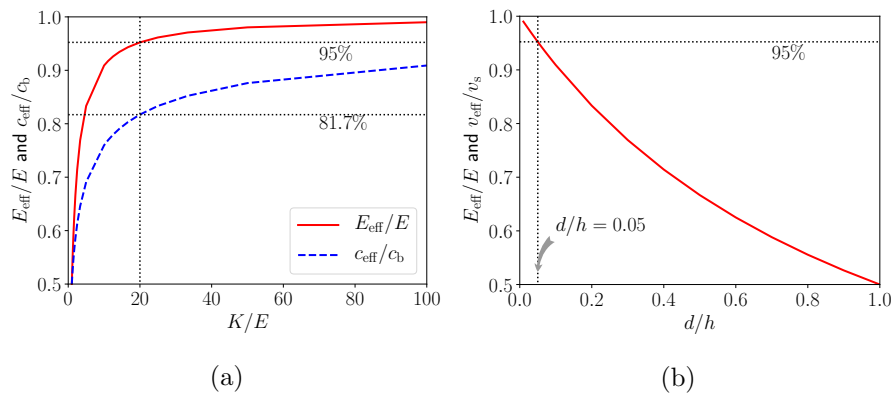 1.0
0.9
0.8
0.7
0.6
0.5
E_eff/E and c_eff/c_b
95%
81.7%
E_eff/E
c_eff/c_b
0 20 40 60 80 100
K/E
(a)
1.0
0.9
0.8
0.7
0.6
0.5
E_eff/E and v_eff/v_s
95%
d/h = 0.05
0.0 0.2 0.4 0.6 0.8 1.0
d/h
(b)